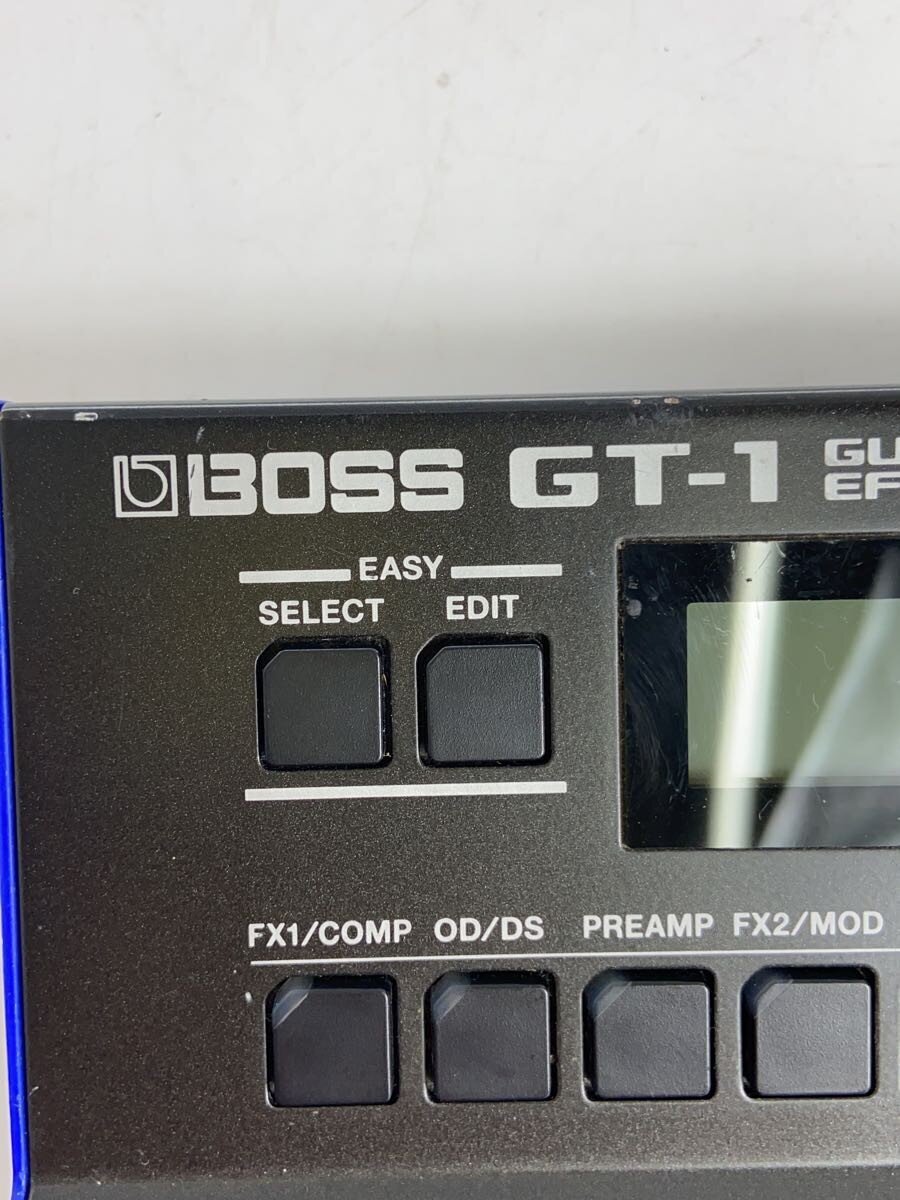 BOSS GT-1
EASY
SELECT EDIT
FX1/COMP OD/DS PREAMP FX2/MOD